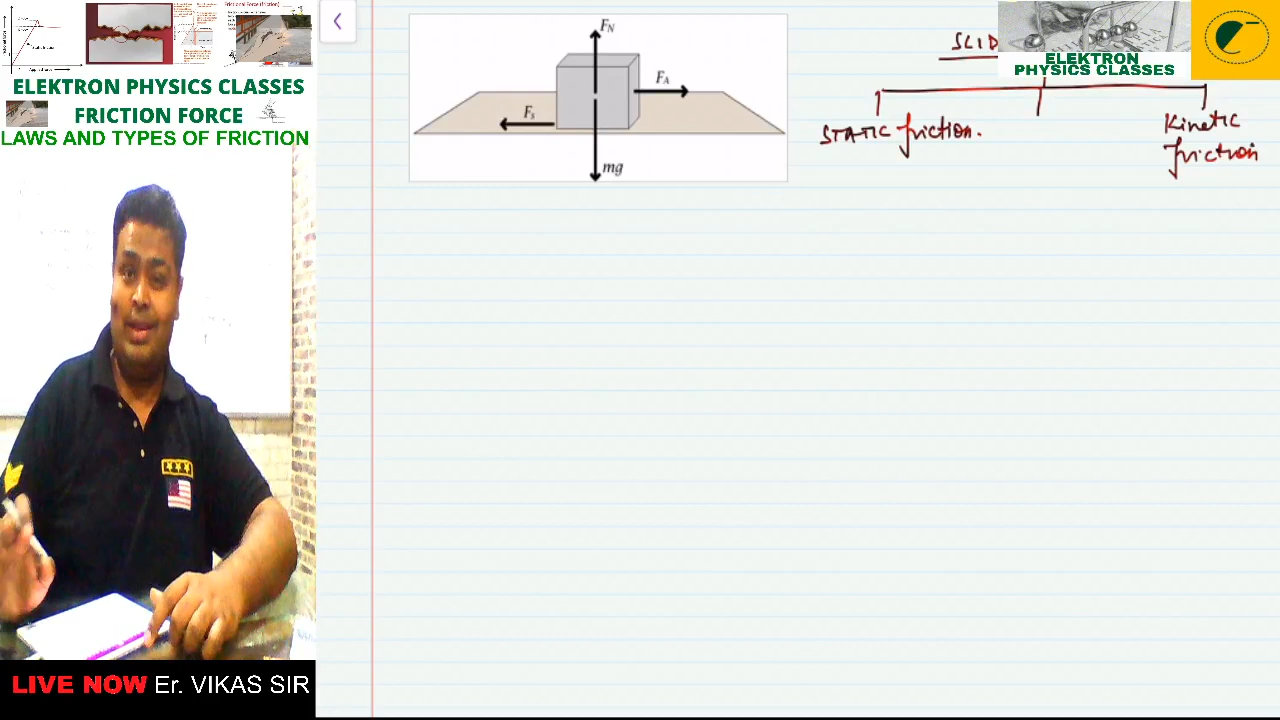 ELEKTRON PHYSICS CLASSES
FRICTION FORCE
LAWS AND TYPES OF FRICTION
LIVE NOW Er. VIKAS SIR
F_N
F_A
F_s
mg
SLID
ELEKTRON
PHYSICS CLASSES
STATIC friction.
Kinetic
friction